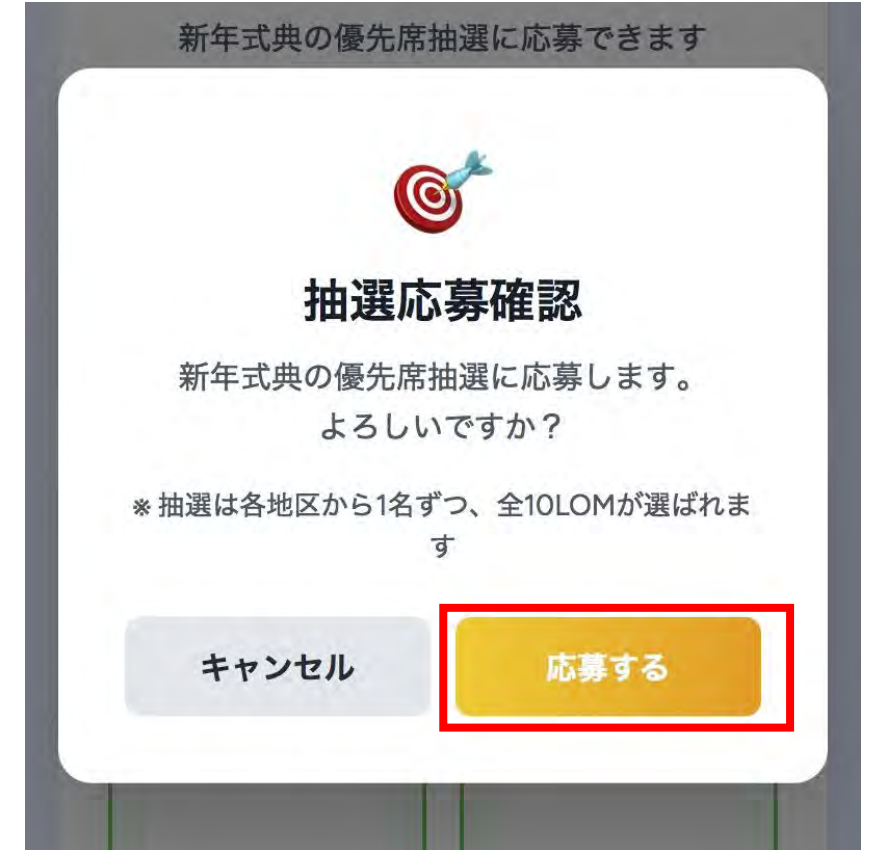 新年式典の優先席抽選に応募できます
抽選応募確認
新年式典の優先席抽選に応募します。
よろしいですか？
※ 抽選は各地区から1名ずつ、全10LOMが選ばれま
す
キャンセル
応募する